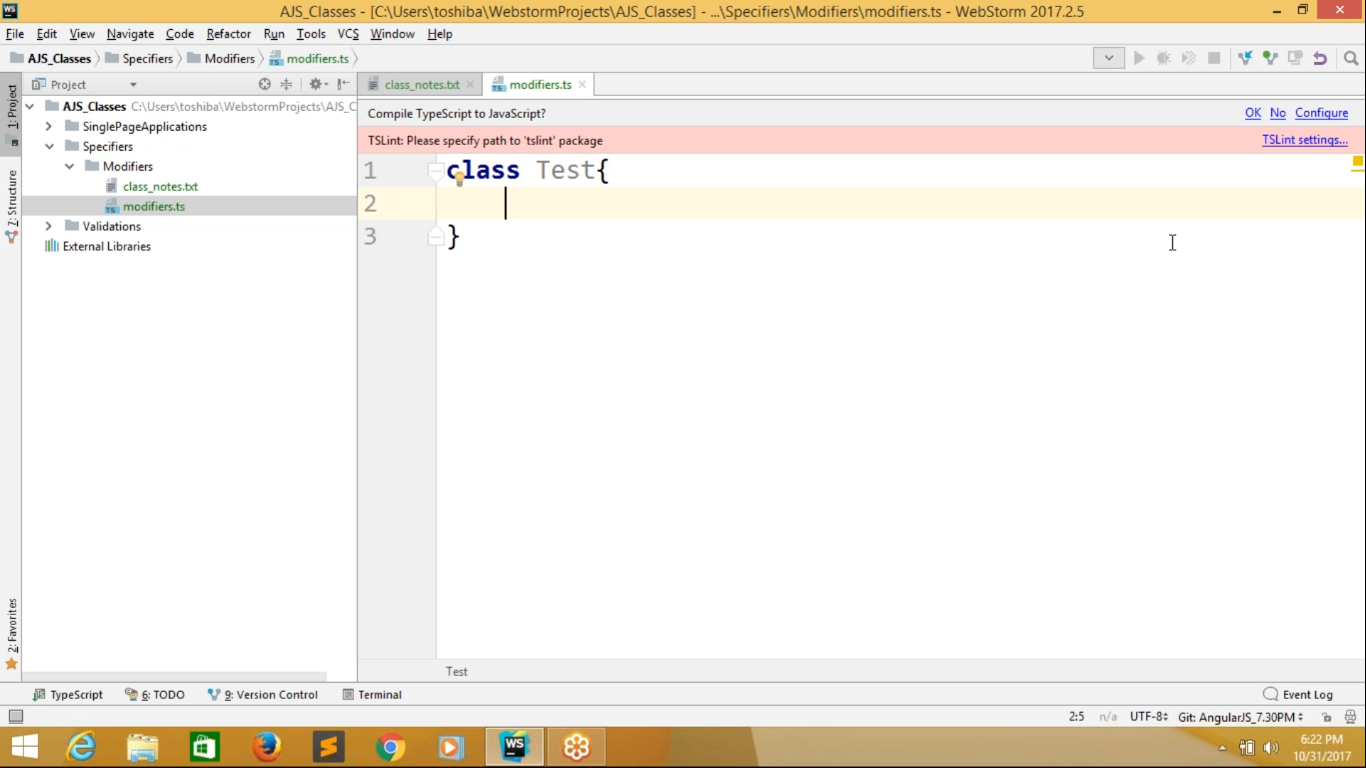 AJS_Classes - [C:\Users\toshiba\WebstormProjects\AJS_Classes] - ...\Specifiers\Modifiers\modifiers.ts - WebStorm 2017.2.5
File Edit View Navigate Code Refactor Run Tools VCS Window Help
AJS_Classes Specifiers Modifiers modifiers.ts
Project class_notes.txt modifiers.ts
1: Project
7: Structure
2: Favorites
AJS_Classes C:\Users\toshiba\WebstormProjects\AJS_C
SinglePageApplications
Specifiers
Modifiers
class_notes.txt
modifiers.ts
Validations
External Libraries
Compile TypeScript to JavaScript? OK No Configure
TSLint: Please specify path to 'tslint' package TSLint settings...
1 class Test{
2
3 }
Test
TypeScript 6: TODO 9: Version Control Terminal Event Log
2:5 n/a UTF-8 Git: AngularJS_7.30PM
WS
6:22 PM
10/31/2017